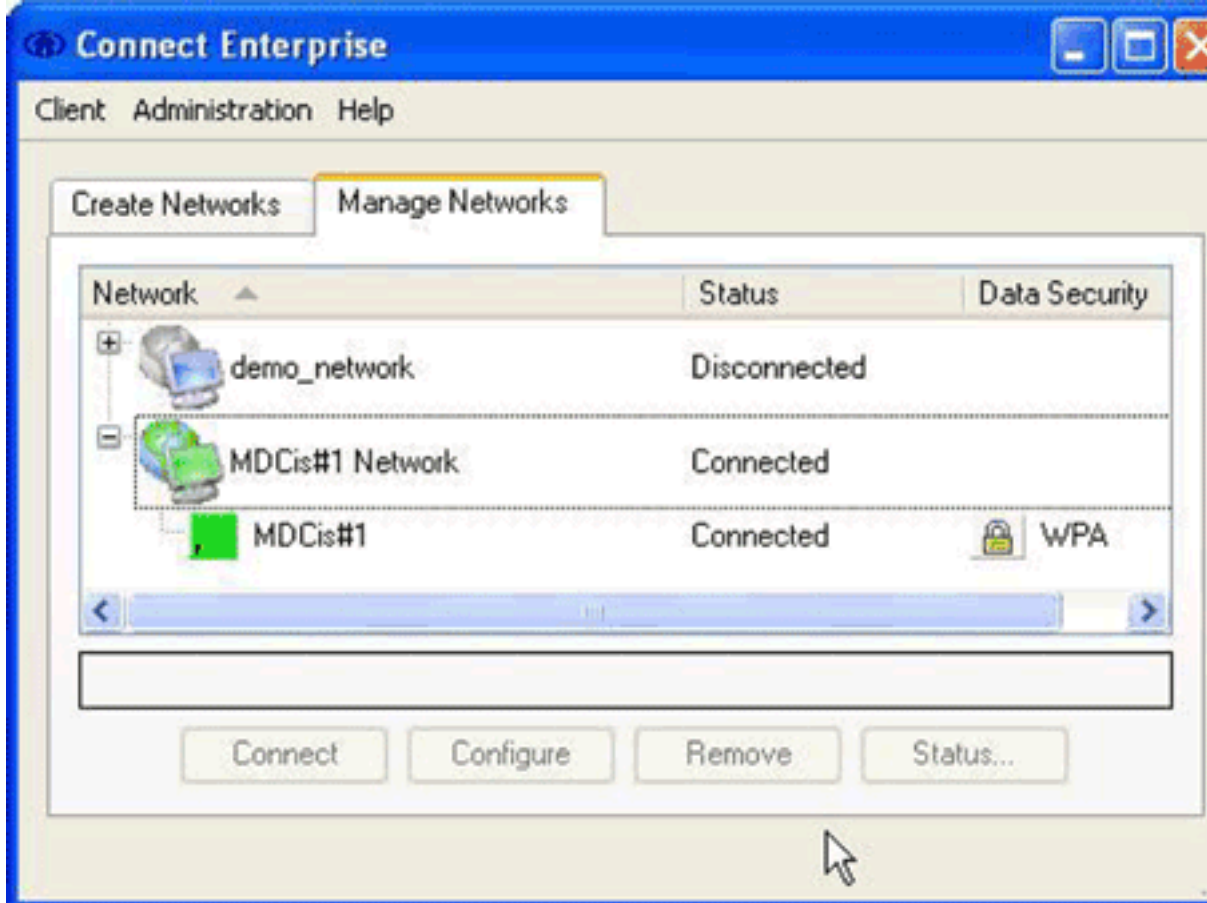 Connect Enterprise
Client Administration Help
Create Networks Manage Networks
Network Status Data Security
demo_network Disconnected
MDCis#1 Network Connected
MDCis#1 Connected WPA
Connect Configure Remove Status...